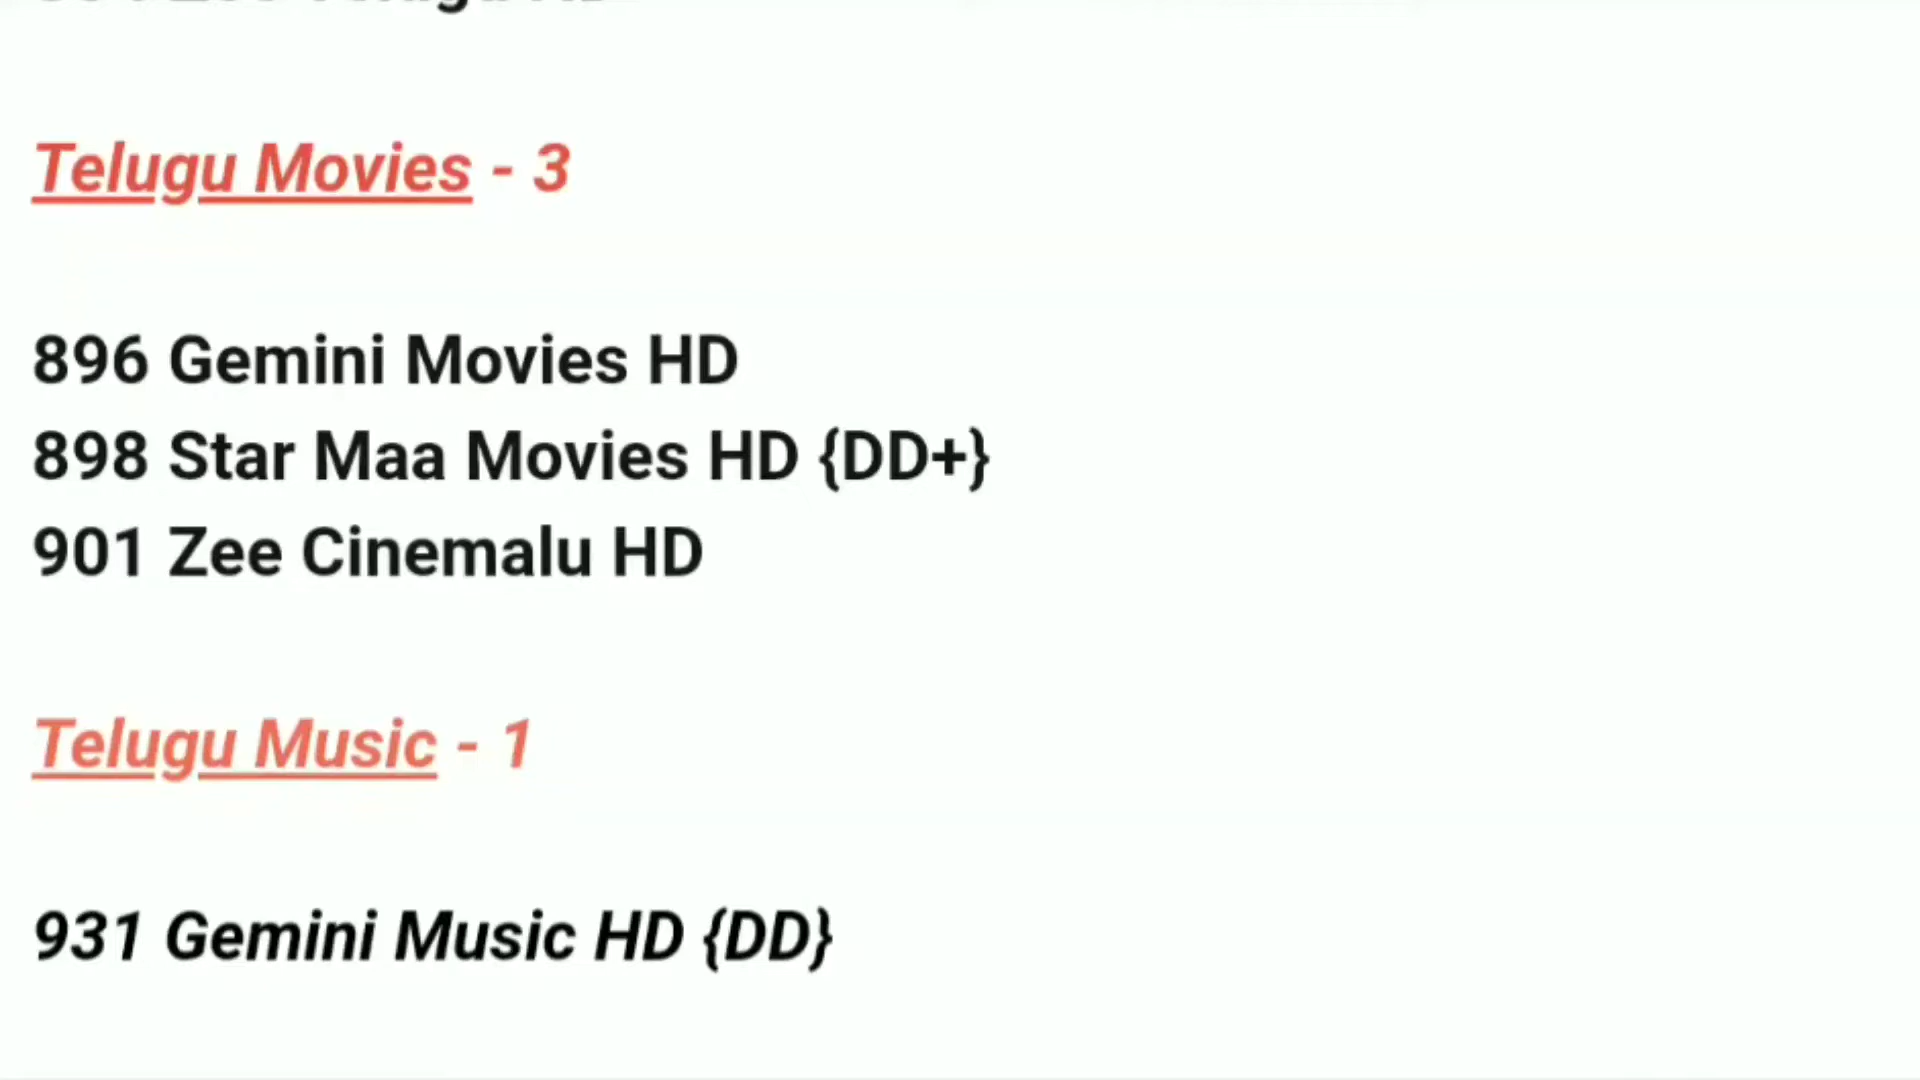 Telugu Movies - 3
896 Gemini Movies HD
898 Star Maa Movies HD {DD+}
901 Zee Cinemalu HD
Telugu Music - 1
931 Gemini Music HD {DD}